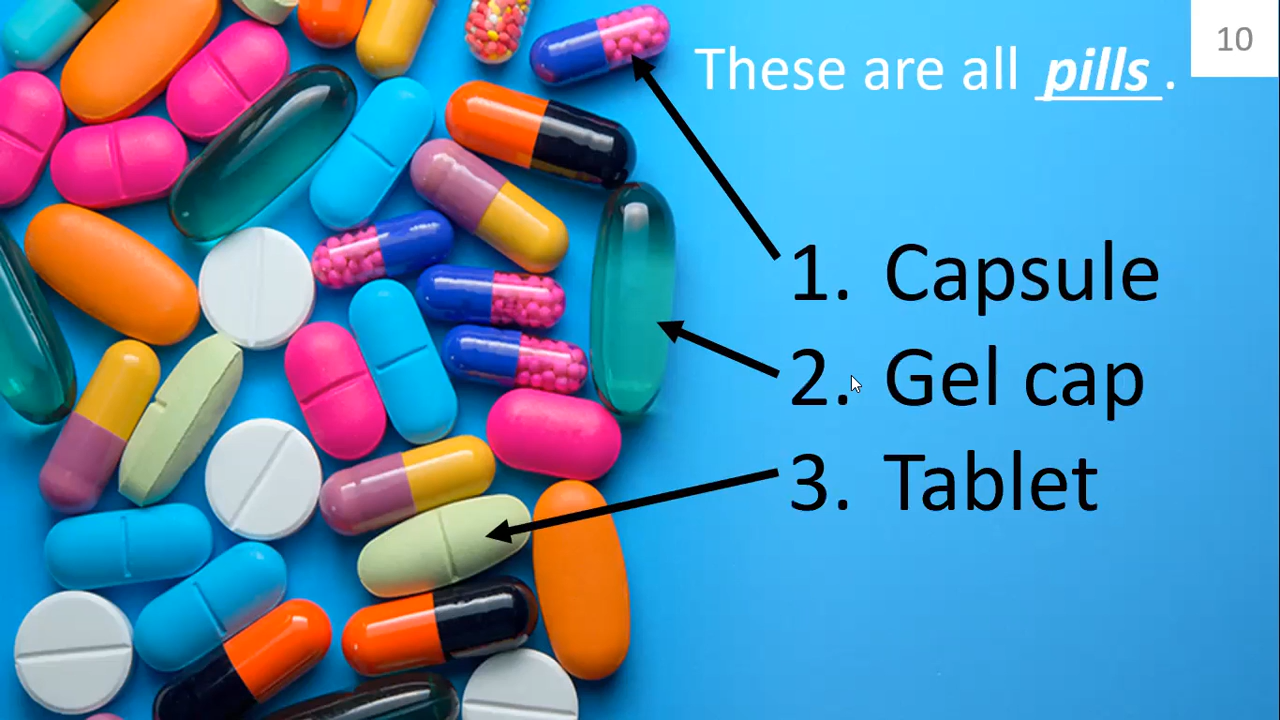 10
These are all pills.
1. Capsule
2. Gel cap
3. Tablet